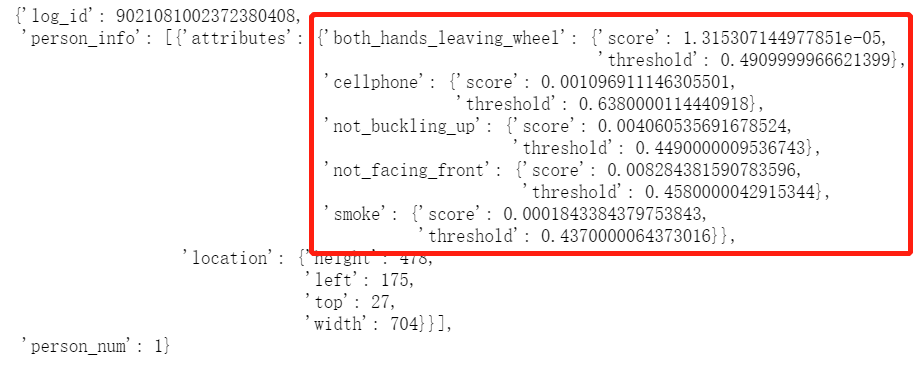 {'log_id': 9021081002372380408,
'person_info': [{'attributes': {'both_hands_leaving_wheel': {'score': 1.315307144977851e-05,
'threshold': 0.4909999966621399},
'cellphone': {'score': 0.001096911146305501,
'threshold': 0.6380000114440918},
'not_buckling_up': {'score': 0.004060535691678524,
'threshold': 0.4490000009536743},
'not_facing_front': {'score': 0.008284381590783596,
'threshold': 0.4580000042915344},
'smoke': {'score': 0.0001843384379753843,
'threshold': 0.4370000064373016}},
'location': {'height': 478,
'left': 175,
'top': 27,
'width': 704}}],
'person_num': 1}